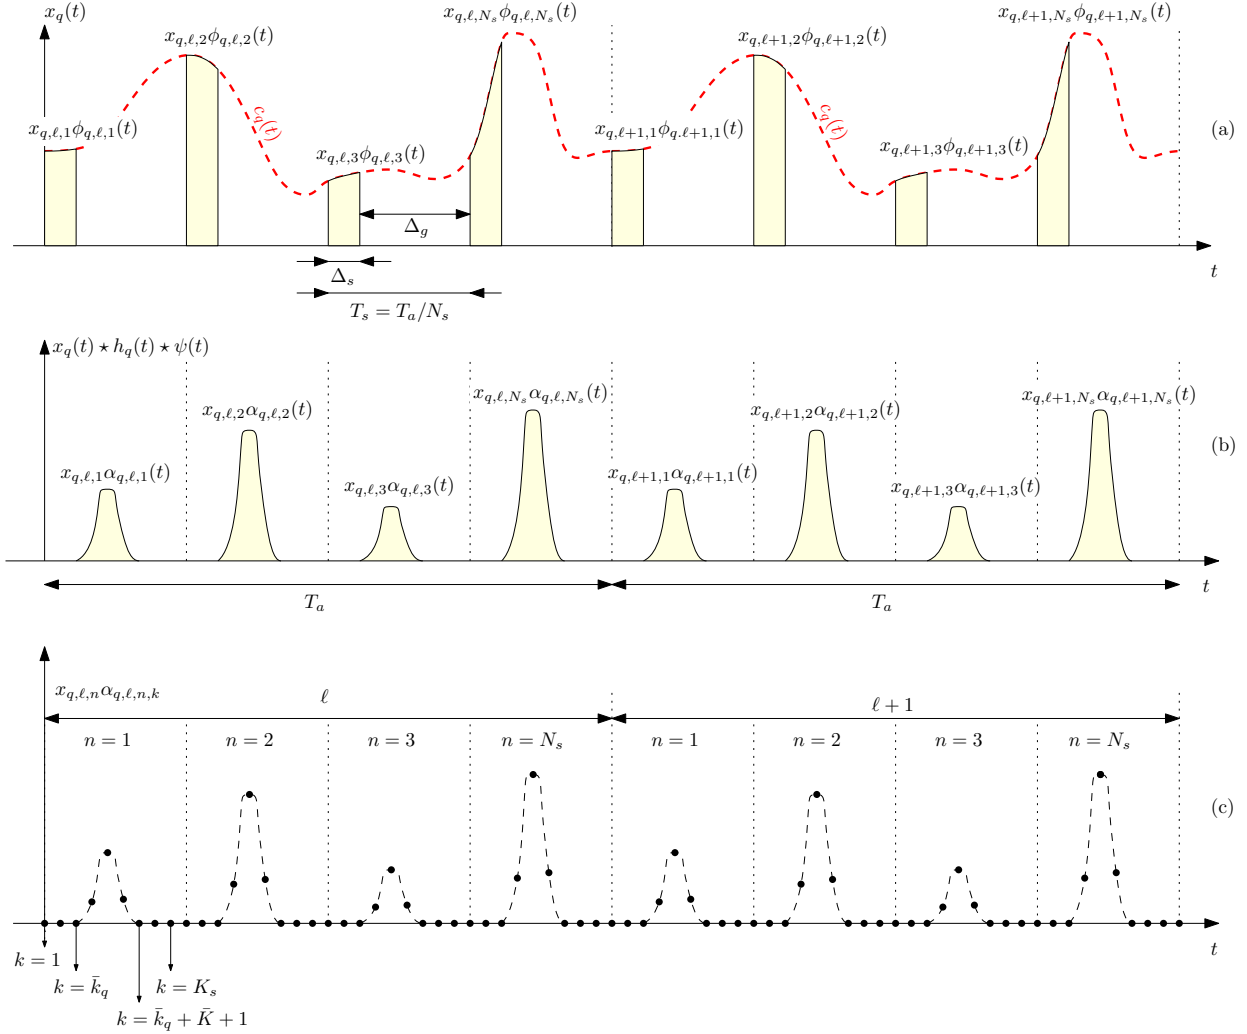 x_q(t)
x_{q,ℓ,2}ϕ_{q,ℓ,2}(t)
x_{q,ℓ,N_s}ϕ_{q,ℓ,N_s}(t)
x_{q,ℓ+1,2}ϕ_{q,ℓ+1,2}(t)
x_{q,ℓ+1,N_s}ϕ_{q,ℓ+1,N_s}(t)
x_{q,ℓ,1}ϕ_{q,ℓ,1}(t)
c_q(t)
x_{q,ℓ,3}ϕ_{q,ℓ,3}(t)
x_{q,ℓ+1,1}ϕ_{q,ℓ+1,1}(t)
c_q(t)
x_{q,ℓ+1,3}ϕ_{q,ℓ+1,3}(t)
(a)
Δ_g
Δ_s
t
T_s = T_a/N_s
x_q(t) ⋆ h_q(t) ⋆ ψ(t)
x_{q,ℓ,2}α_{q,ℓ,2}(t)
x_{q,ℓ,N_s}α_{q,ℓ,N_s}(t)
x_{q,ℓ+1,2}α_{q,ℓ+1,2}(t)
x_{q,ℓ+1,N_s}α_{q,ℓ+1,N_s}(t)
x_{q,ℓ,1}α_{q,ℓ,1}(t)
x_{q,ℓ,3}α_{q,ℓ,3}(t)
x_{q,ℓ+1,1}α_{q,ℓ+1,1}(t)
x_{q,ℓ+1,3}α_{q,ℓ+1,3}(t)
(b)
T_a
T_a
t
x_{q,ℓ,n}α_{q,ℓ,n,k}
ℓ
ℓ + 1
n = 1
n = 2
n = 3
n = N_s
n = 1
n = 2
n = 3
n = N_s
(c)
t
k = 1
k = k̄_q
k = K_s
k = k̄_q + K̄ + 1